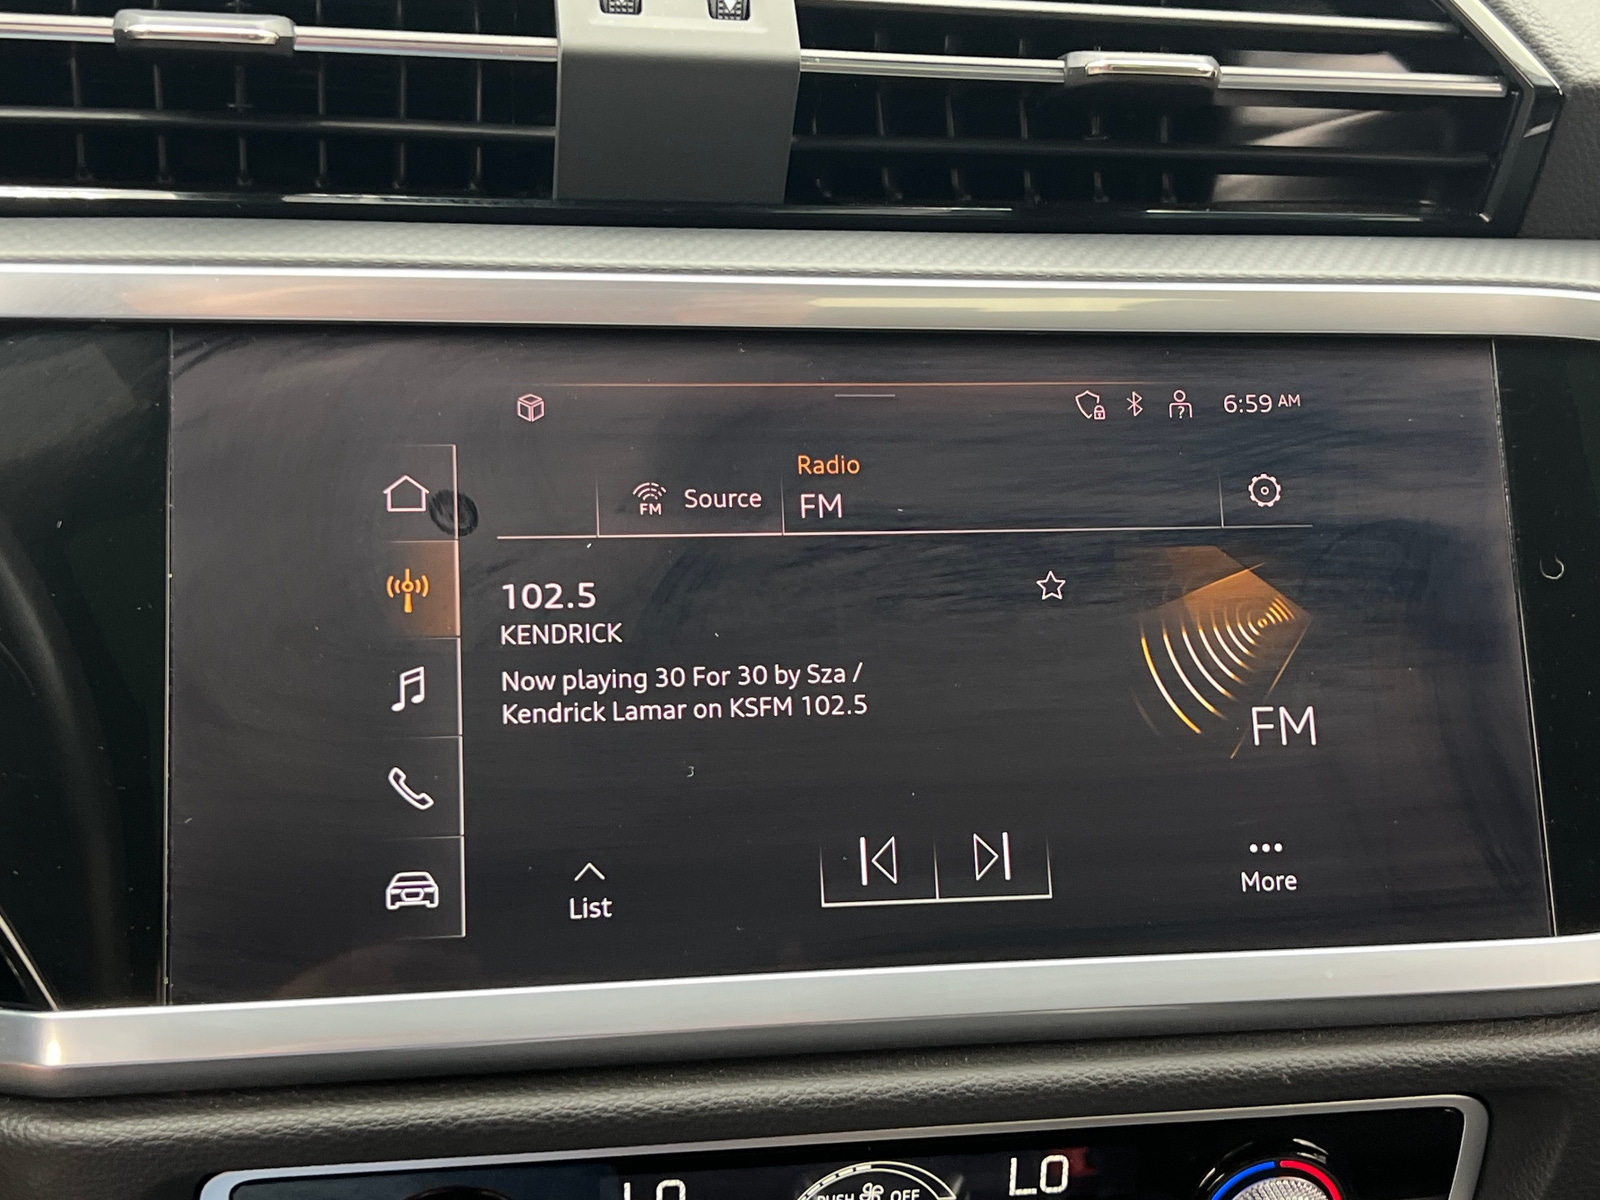 6:59 AM
Radio
FM Source
FM
102.5
KENDRICK
Now playing 30 For 30 by Sza /
Kendrick Lamar on KSFM 102.5
FM
List
More
LO
PUSH OFF
LO